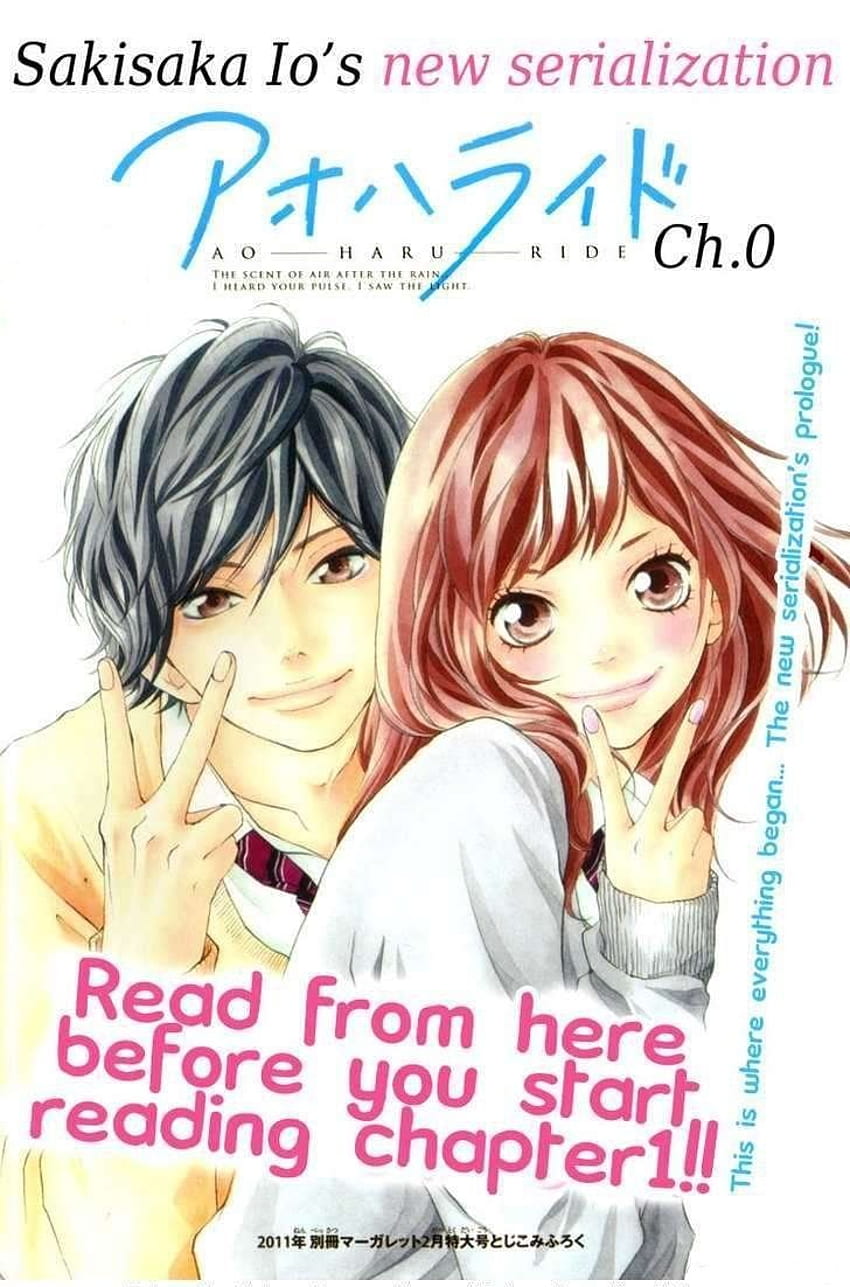 Sakisaka Io's new serialization
アオハライド
AO HARU RIDE Ch.0
THE SCENT OF AIR AFTER THE RAIN.
I HEARD YOUR PULSE. I SAW THE LIGHT.
This is where everything began... The new serialization's prologue!
Read from here
before you start
reading chapter1!!
2011年 別冊マーガレット2月特大号とじこみふろく